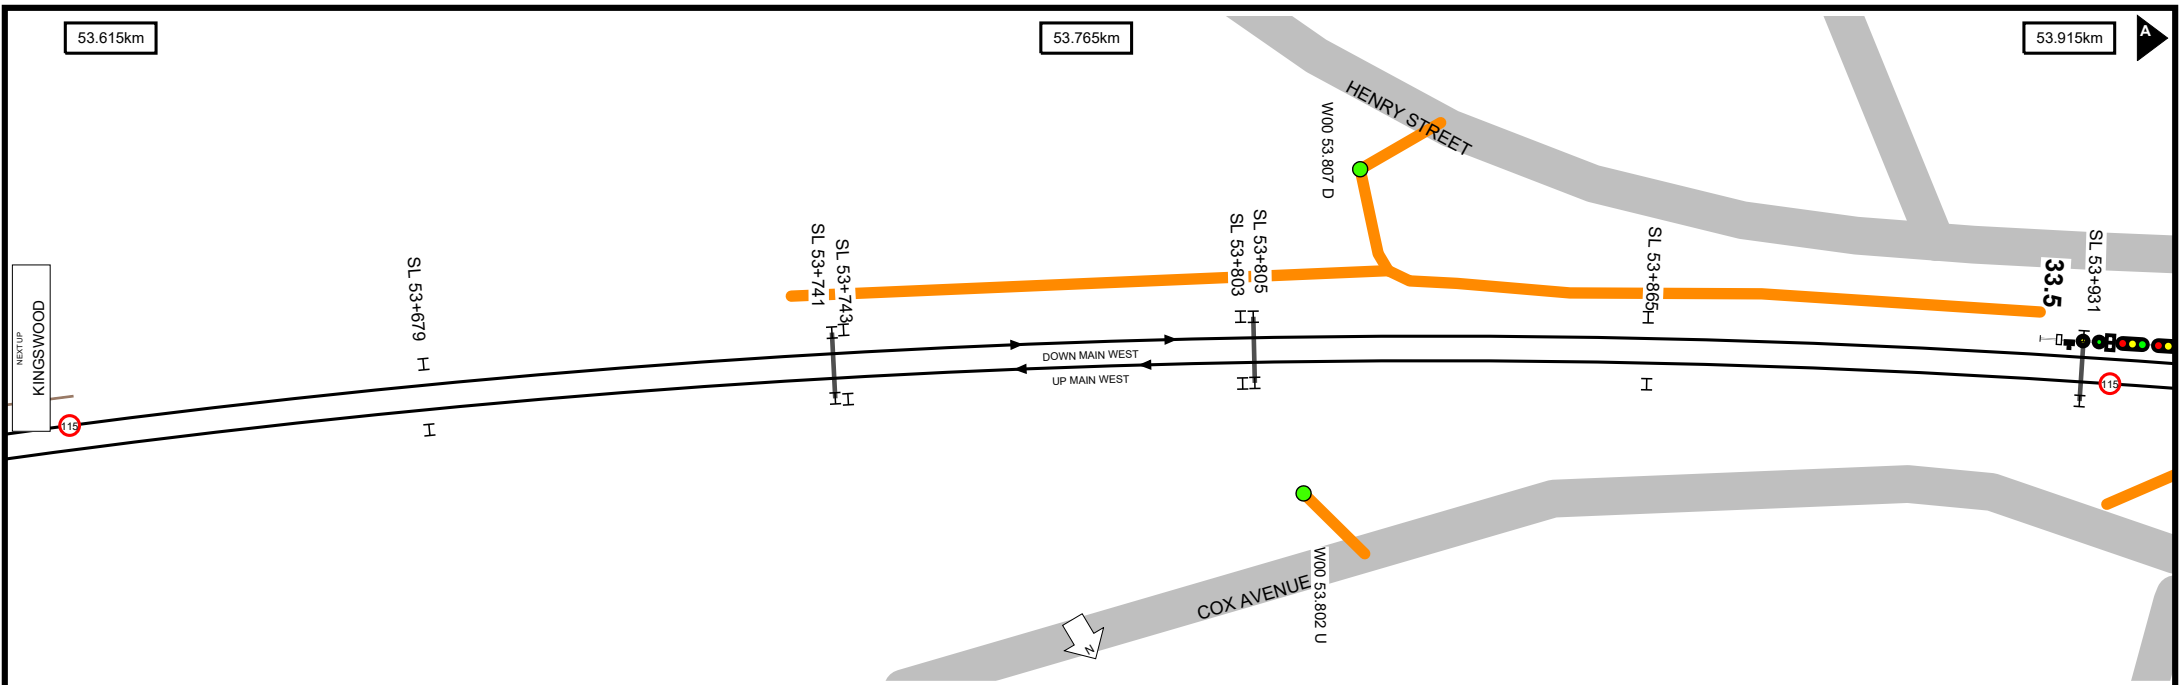 53.615km
53.765km
53.915km
A
HENRY STREET
W00 53.807 D
SL 53+679
SL 53+741
SL 53+743
SL 53+803
SL 53+805
SL 53+865
33.5
SL 53+931
NEXT UP
KINGSWOOD
DOWN MAIN WEST
UP MAIN WEST
115
115
COX AVENUE
W00 53.802 U
N